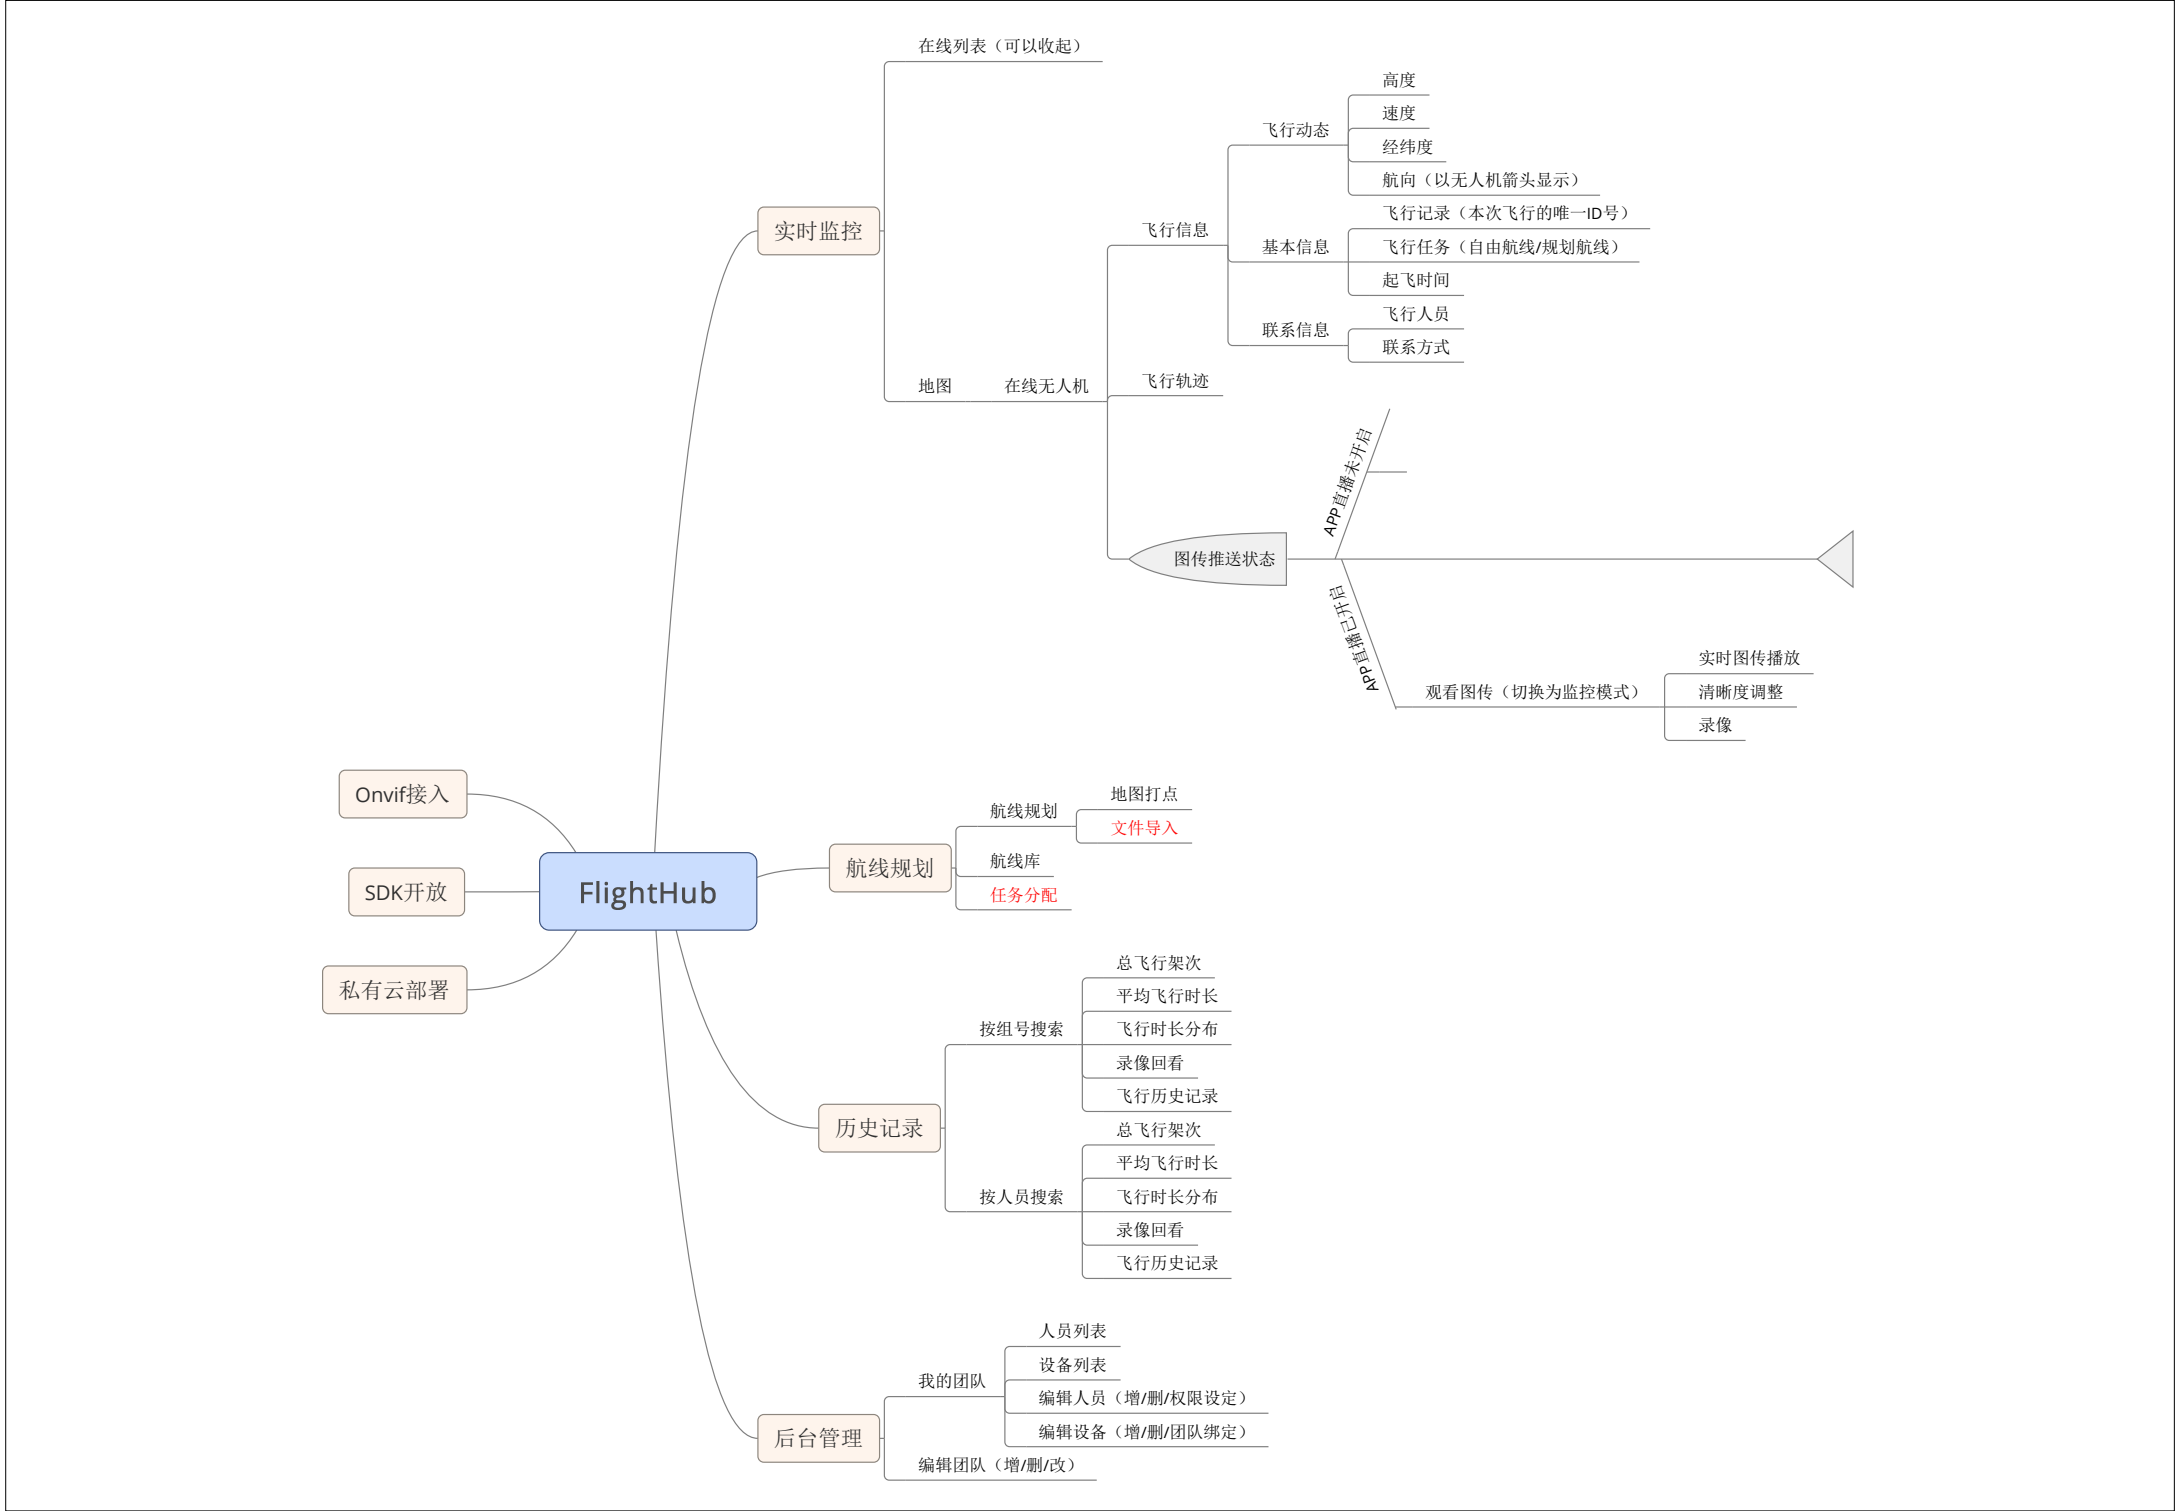 在线列表（可以收起）
高度
速度
飞行动态
经纬度
航向（以无人机箭头显示）
飞行记录（本次飞行的唯一ID号）
实时监控
飞行信息
基本信息
飞行任务（自由航线/规划航线）
起飞时间
飞行人员
联系信息
联系方式
地图
在线无人机
飞行轨迹
APP直播未开启
图传推送状态
APP直播已开启
实时图传播放
观看图传（切换为监控模式）
清晰度调整
录像
Onvif接入
SDK开放
私有云部署
FlightHub
地图打点
航线规划
文件导入
航线规划
航线库
任务分配
总飞行架次
平均飞行时长
按组号搜索
飞行时长分布
录像回看
飞行历史记录
历史记录
总飞行架次
平均飞行时长
按人员搜索
飞行时长分布
录像回看
飞行历史记录
人员列表
设备列表
我的团队
编辑人员（增/删/权限设定）
编辑设备（增/删/团队绑定）
后台管理
编辑团队（增/删/改）